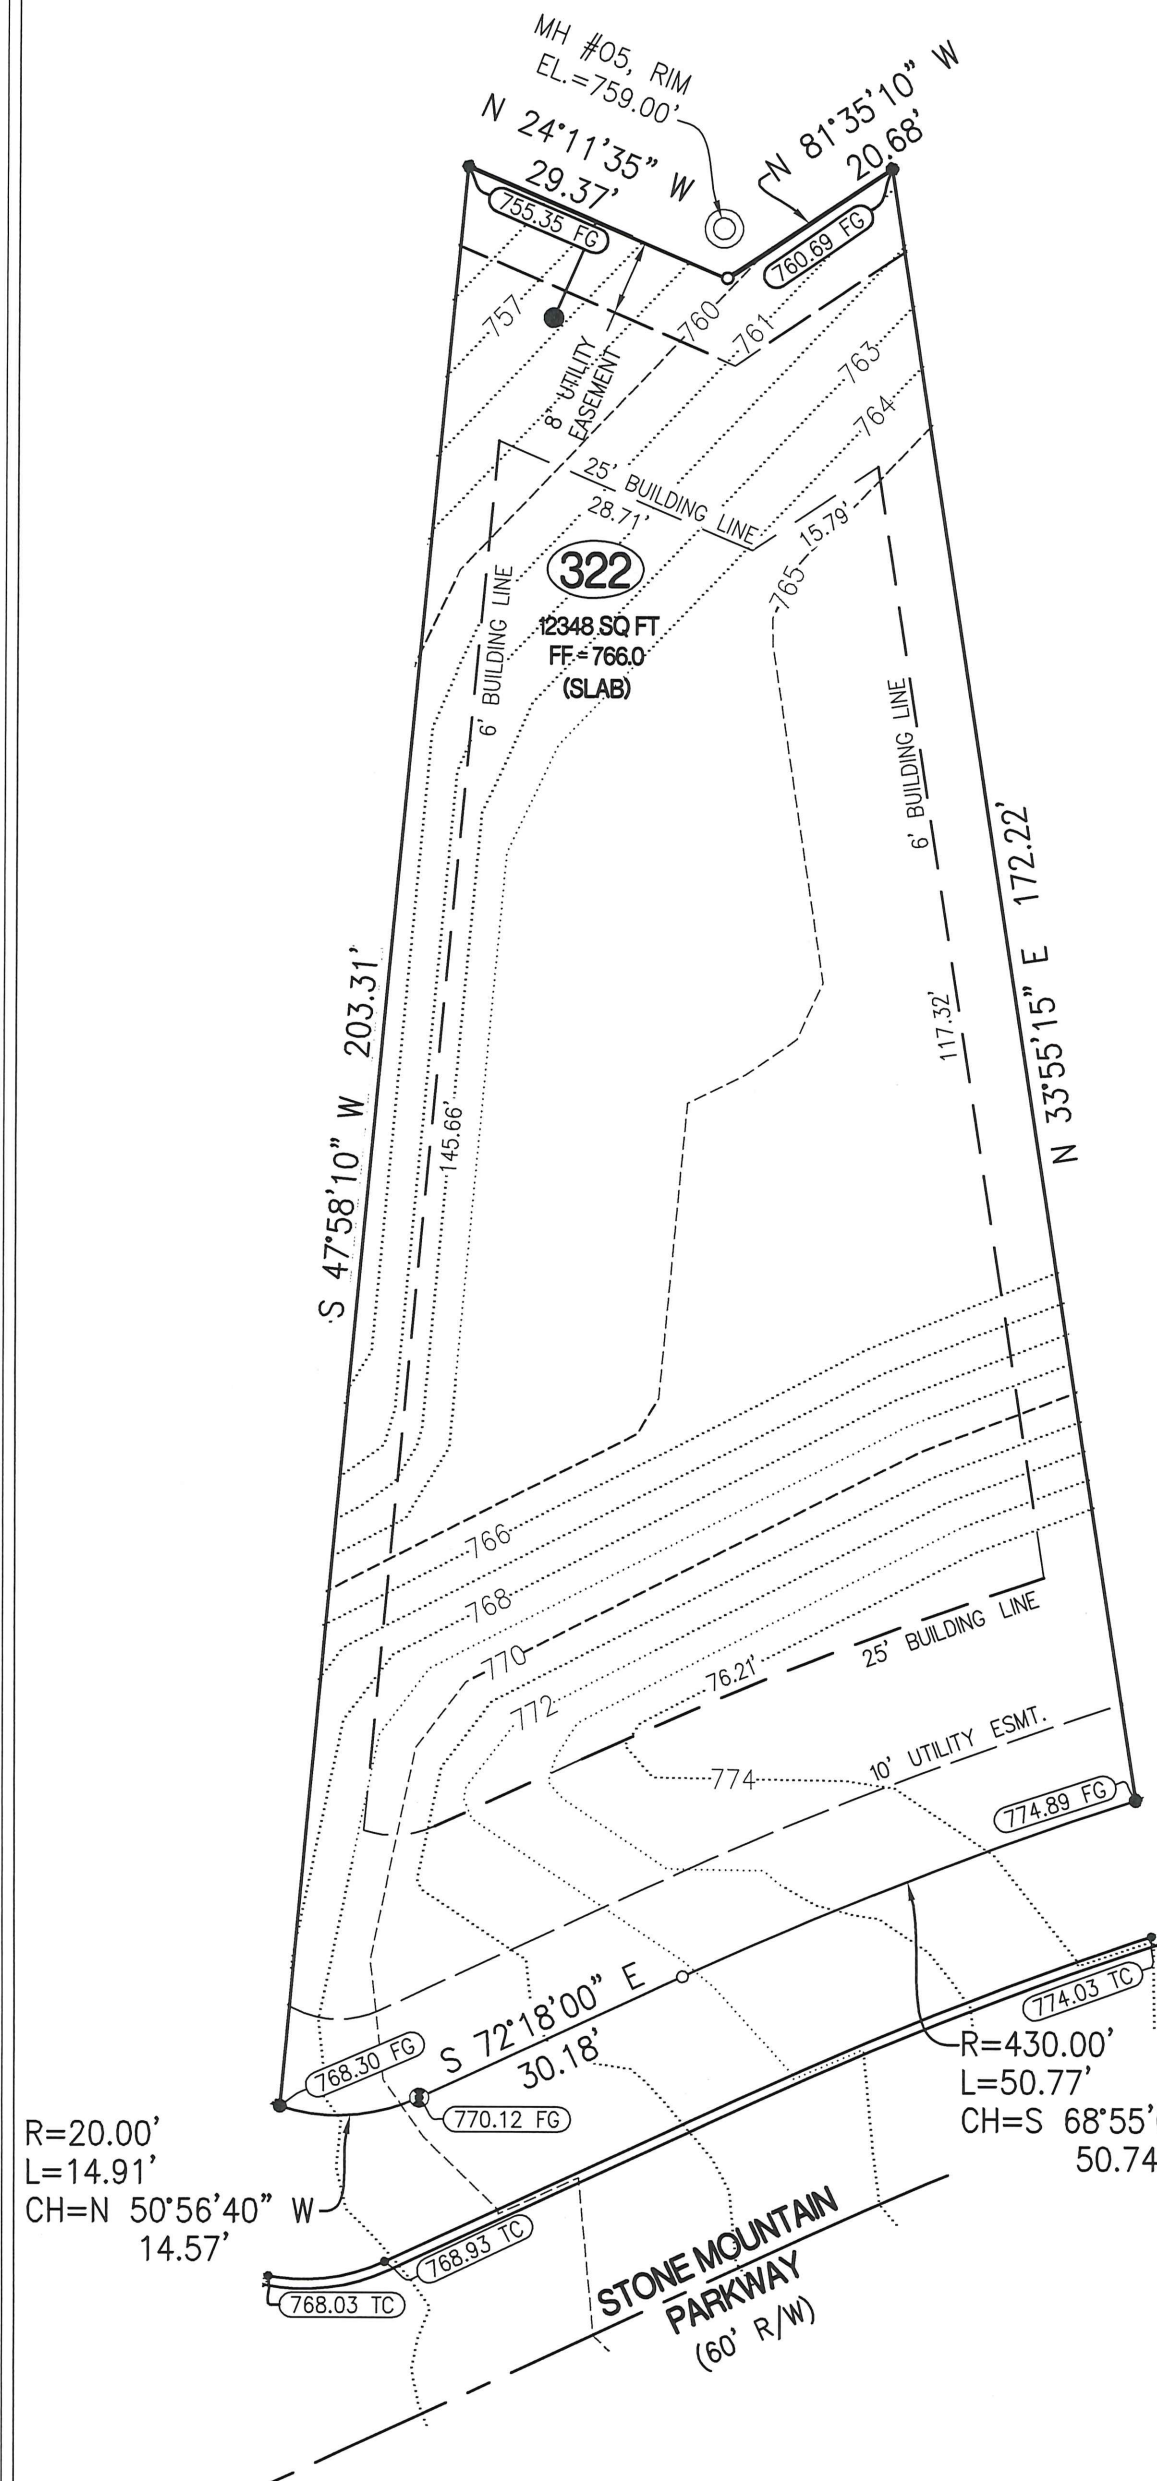 MH #05, RIM
EL.=759.00'
N 24°11'35" W
29.37'
N 81°35'10" W
20.68'
755.35 FG
760.69 FG
757
760
761
763
764
8' UTILITY
EASEMENT
25' BUILDING LINE
28.71'
15.79'
765
322
12348 SQ FT
FF = 766.0
(SLAB)
6' BUILDING LINE
6' BUILDING LINE
S 47°58'10" W 203.31'
N 33°55'15" E 172.22'
117.32'
145.66'
766
768
770
772
76.21'
25' BUILDING LINE
774
10' UTILITY ESMT.
774.89 FG
S 72°18'00" E
30.18'
768.30 FG
770.12 FG
774.03 TC
R=430.00'
L=50.77'
CH=S 68°55'
50.74
R=20.00'
L=14.91'
CH=N 50°56'40" W
14.57'
768.93 TC
768.03 TC
STONE MOUNTAIN
PARKWAY
(60' R/W)